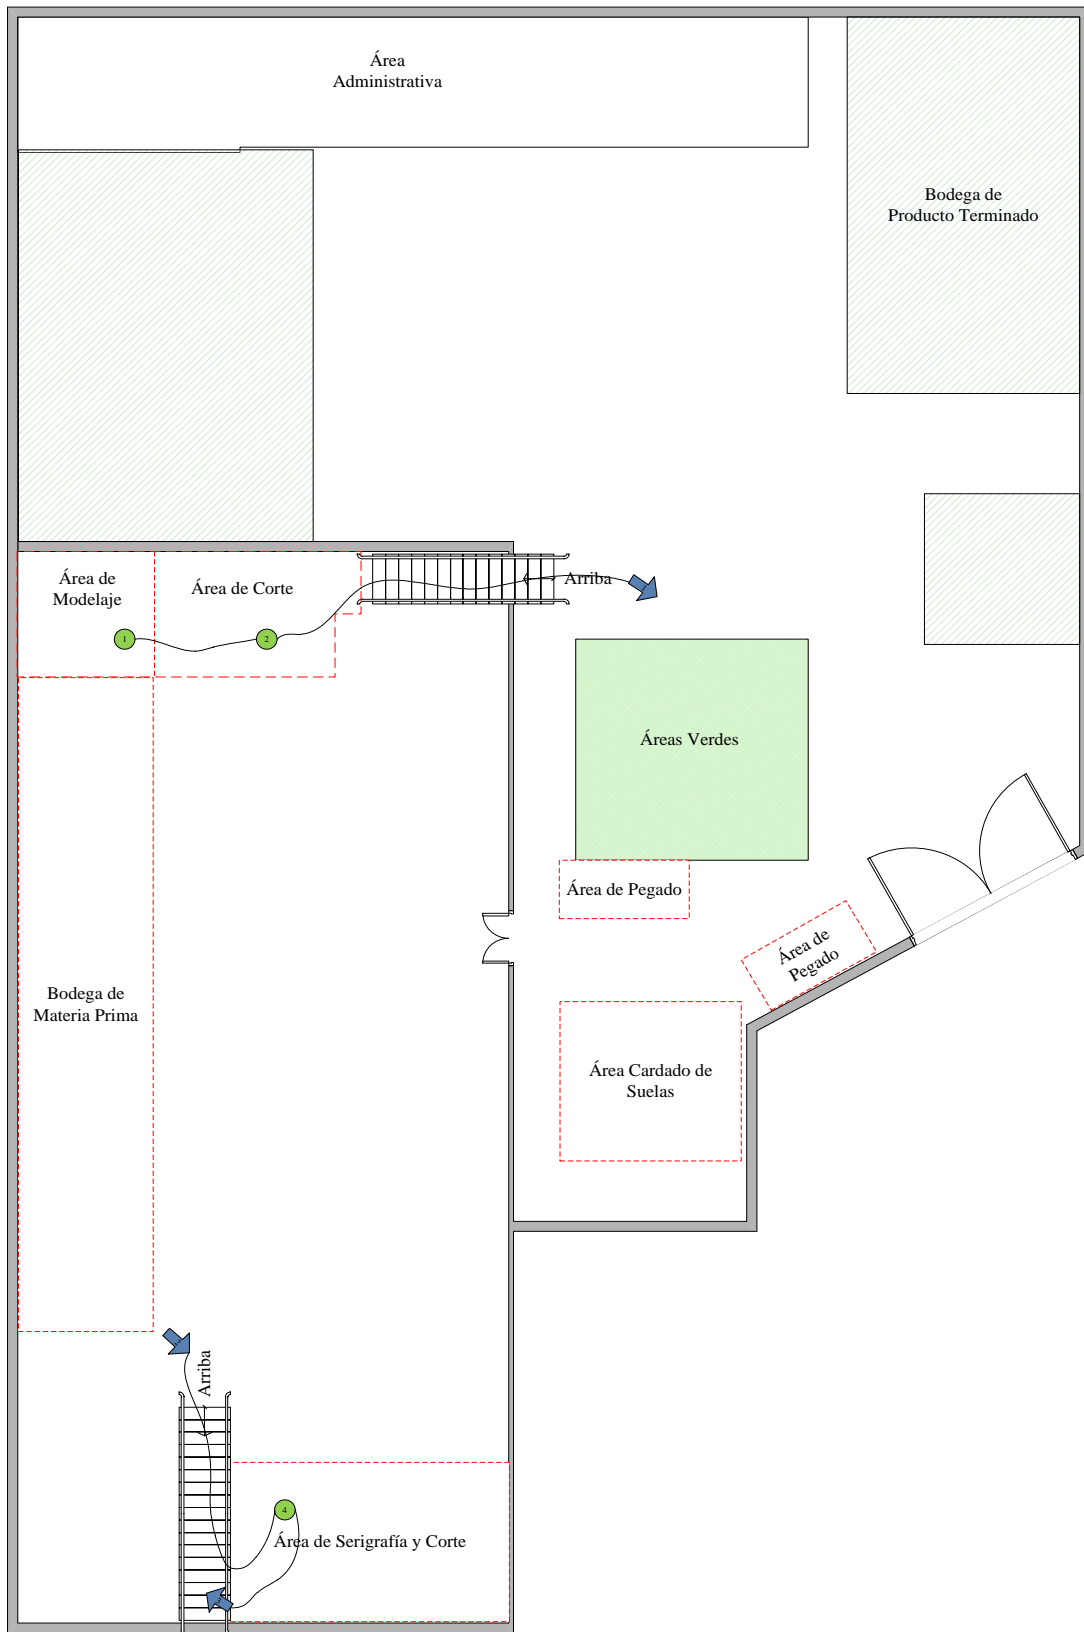 Área
Administrativa
Bodega de
Producto Terminado
Área de
Modelaje
Área de Corte
Arriba
1
2
Áreas Verdes
Área de Pegado
Área de
Pegado
Bodega de
Materia Prima
Área Cardado de
Suelas
Arriba
4
Área de Serigrafía y Corte